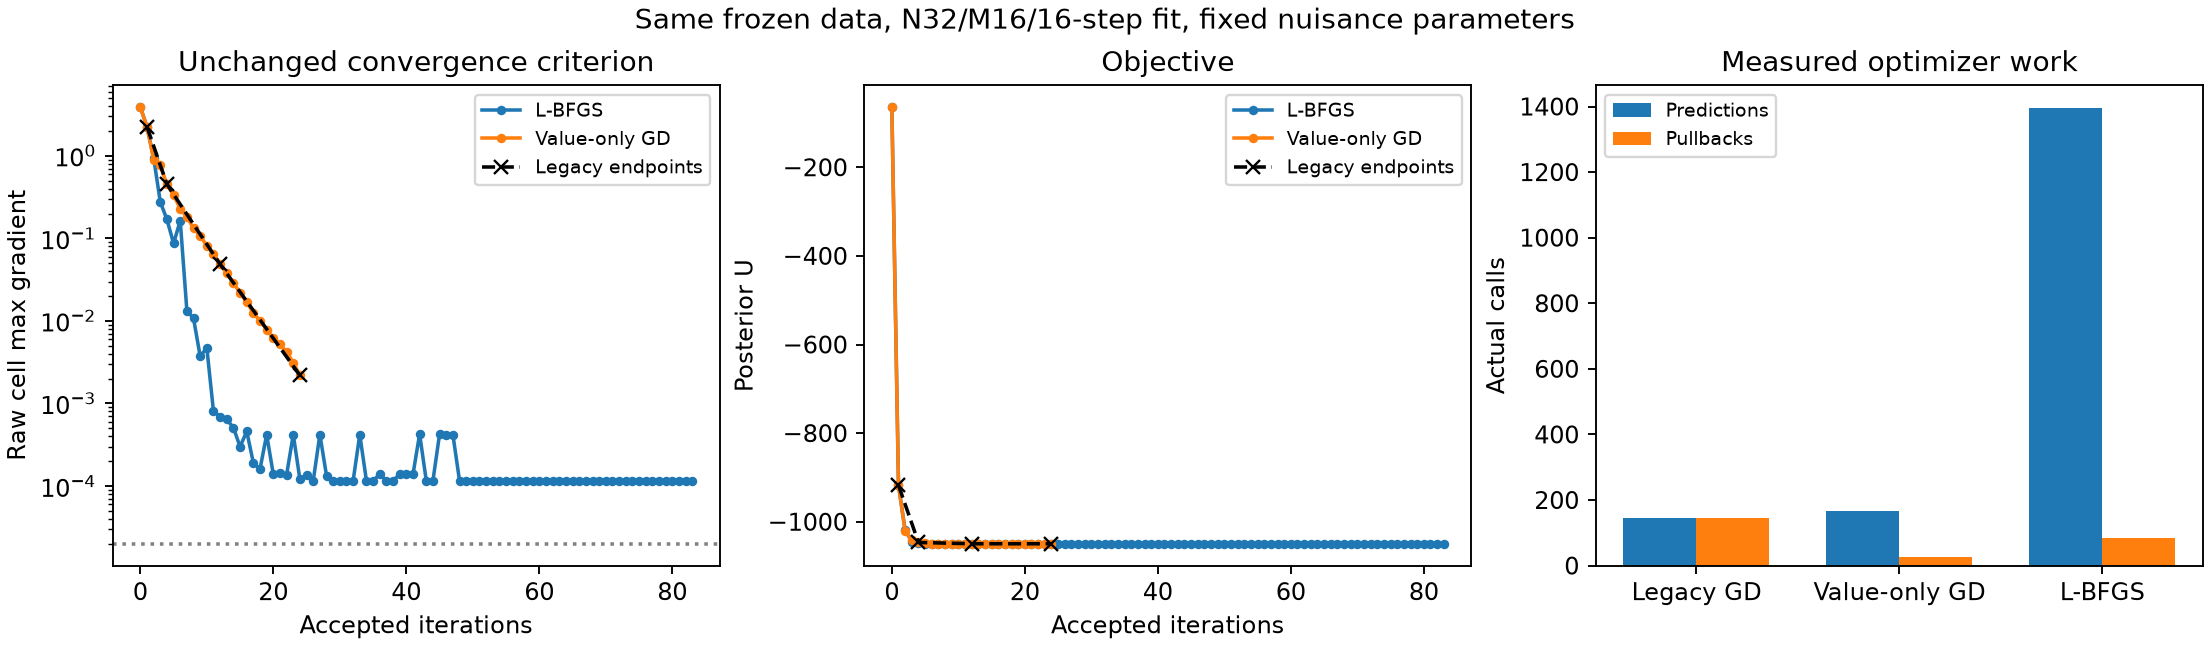 Same frozen data, N32/M16/16-step fit, fixed nuisance parameters
Unchanged convergence criterion
Raw cell max gradient
10⁰
10⁻¹
10⁻²
10⁻³
10⁻⁴
L-BFGS
Value-only GD
Legacy endpoints
0 20 40 60 80
Accepted iterations
Objective
Posterior U
−200
−400
−600
−800
−1000
L-BFGS
Value-only GD
Legacy endpoints
0 20 40 60 80
Accepted iterations
Measured optimizer work
Actual calls
1400
1200
1000
800
600
400
200
0
Predictions
Pullbacks
Legacy GD Value-only GD L-BFGS